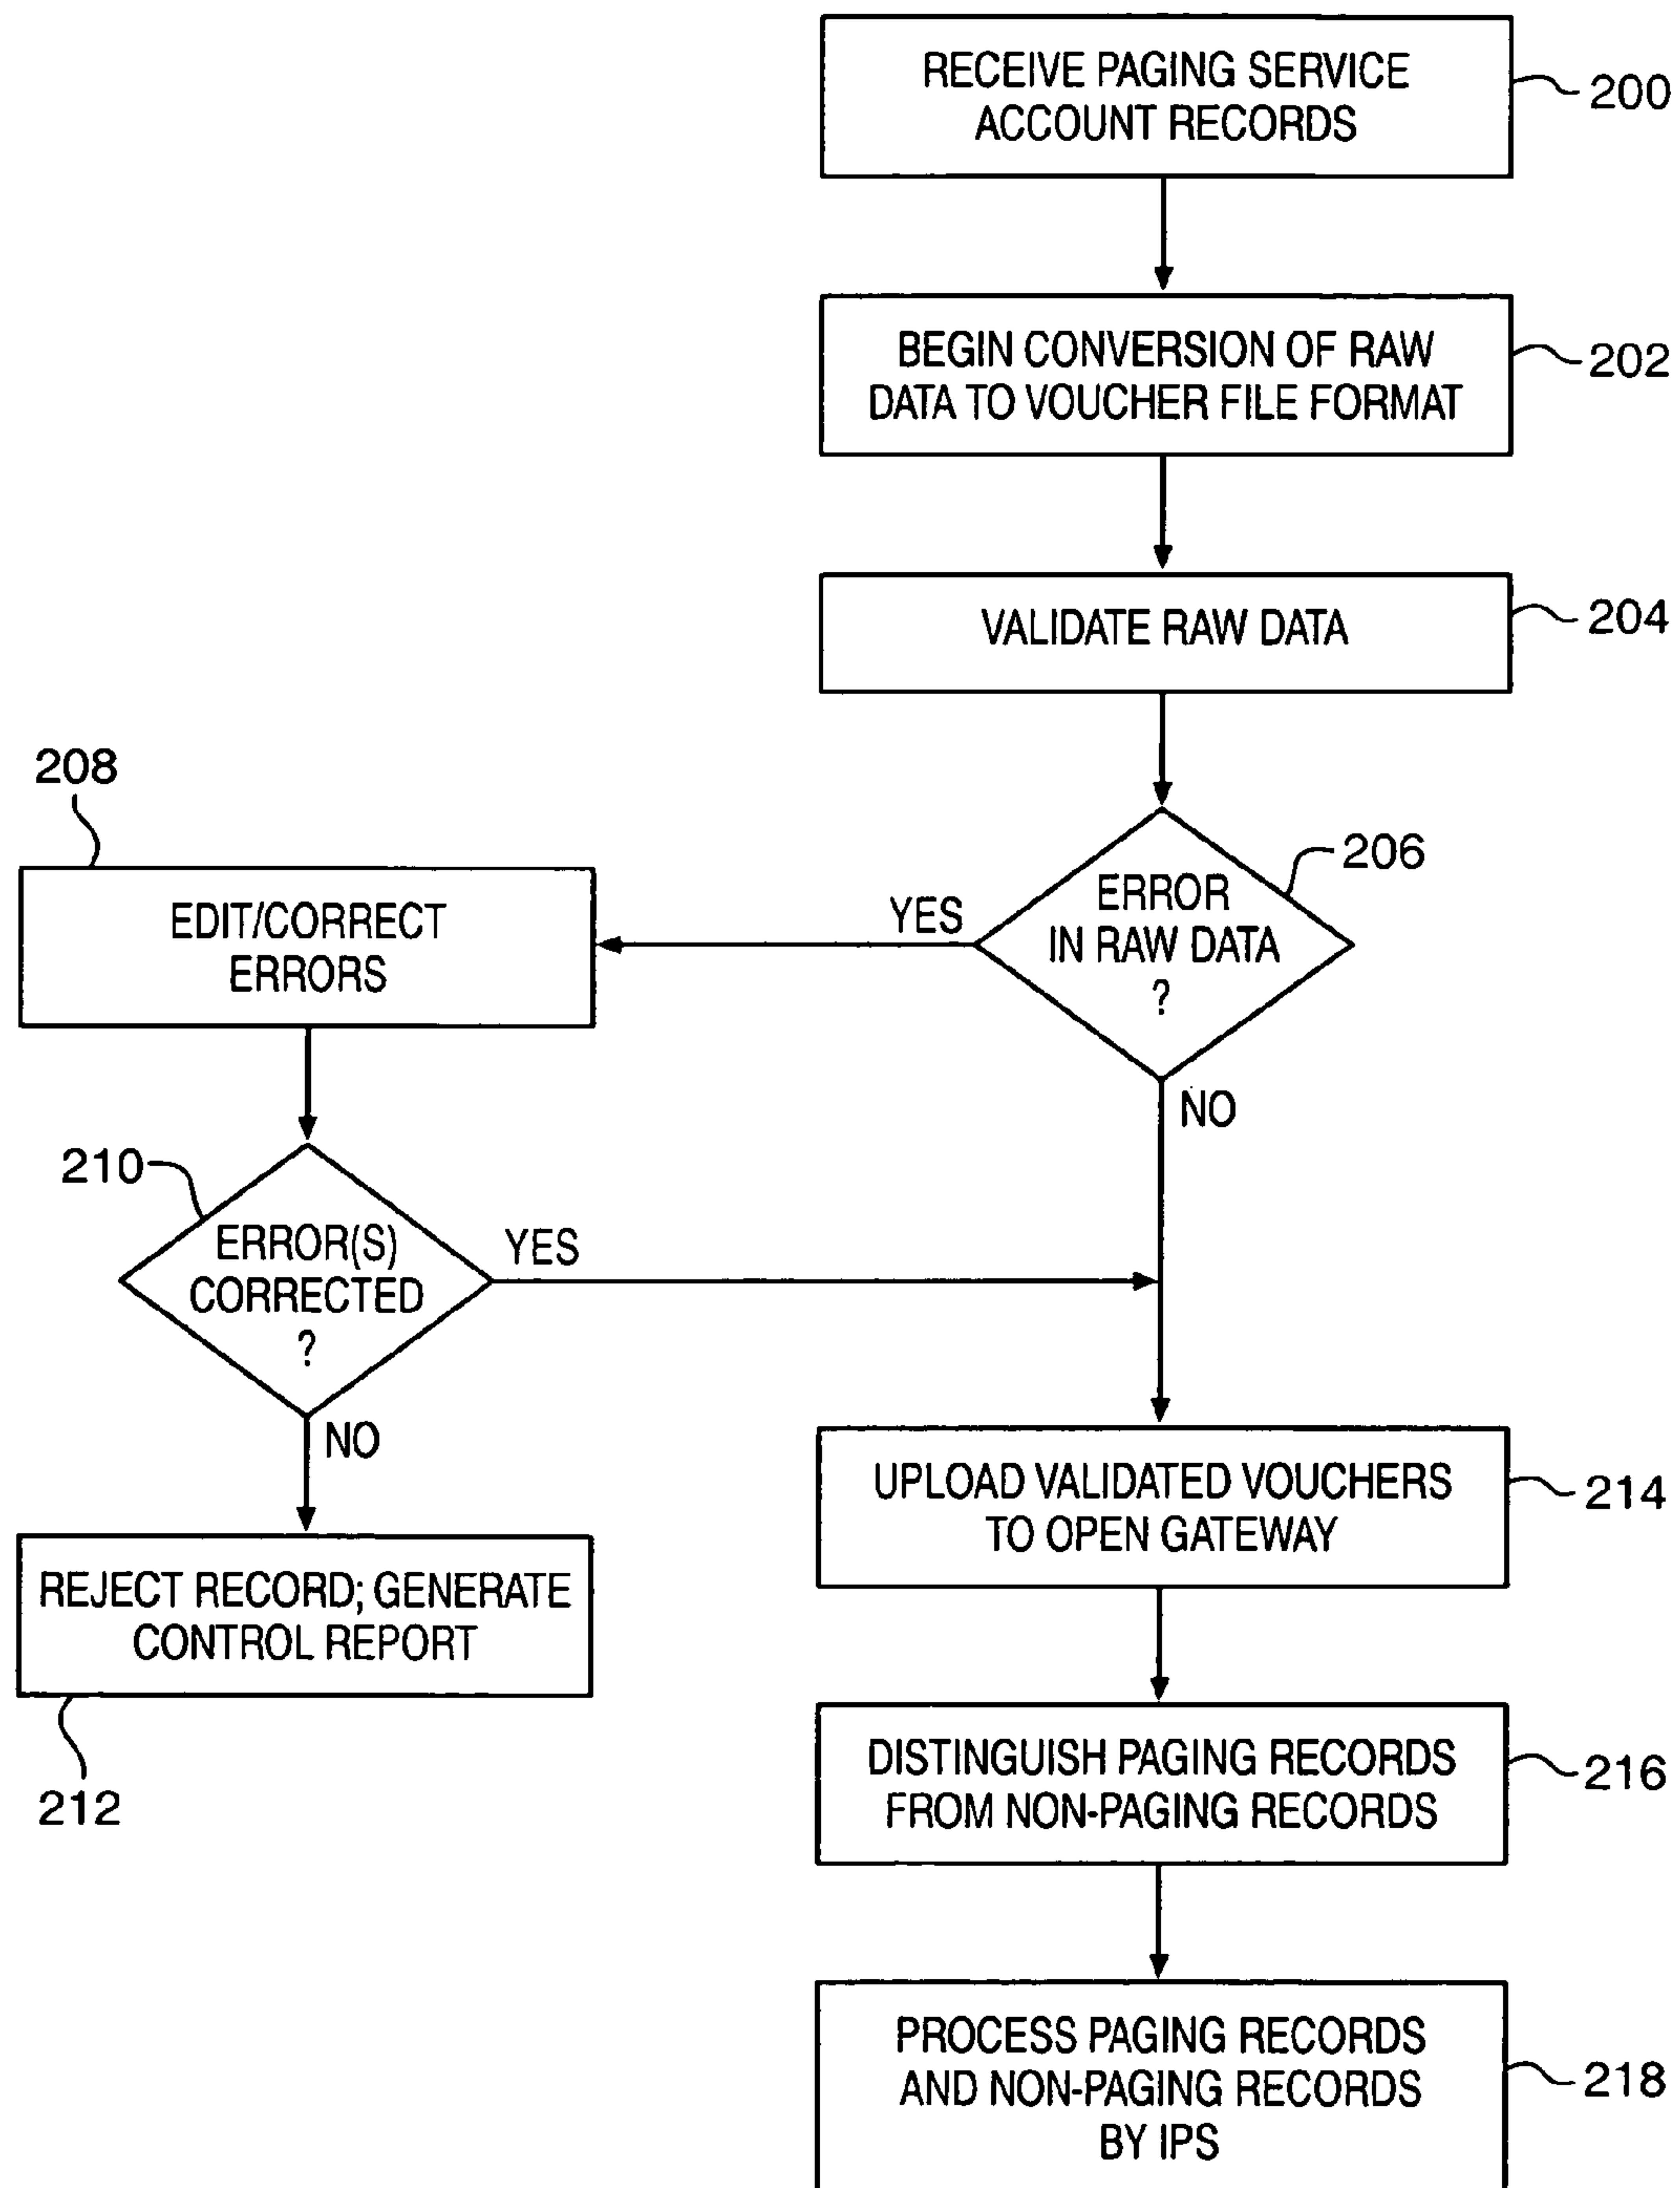 RECEIVE PAGING SERVICE
ACCOUNT RECORDS
200
BEGIN CONVERSION OF RAW
DATA TO VOUCHER FILE FORMAT
202
VALIDATE RAW DATA
204
ERROR
IN RAW DATA
?
206
YES
NO
208
EDIT/CORRECT
ERRORS
210
ERROR(S)
CORRECTED
?
YES
NO
REJECT RECORD; GENERATE
CONTROL REPORT
212
UPLOAD VALIDATED VOUCHERS
TO OPEN GATEWAY
214
DISTINGUISH PAGING RECORDS
FROM NON-PAGING RECORDS
216
PROCESS PAGING RECORDS
AND NON-PAGING RECORDS
BY IPS
218